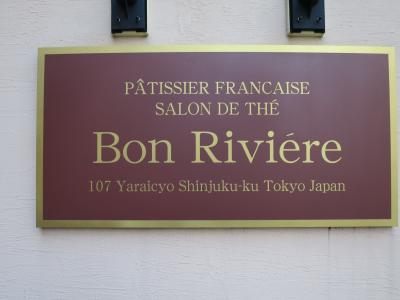 PÂTISSIER FRANCAISE
SALON DE THÉ
Bon Riviére
107 Yaraicyo Shinjuku-ku Tokyo Japan